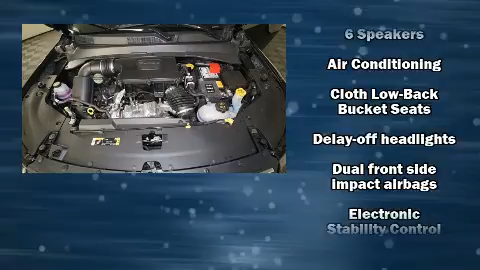 6 Speakers
Air Conditioning
Cloth Low-Back
Bucket Seats
Delay-off headlights
Dual front side
impact airbags
Electronic
Stability Control